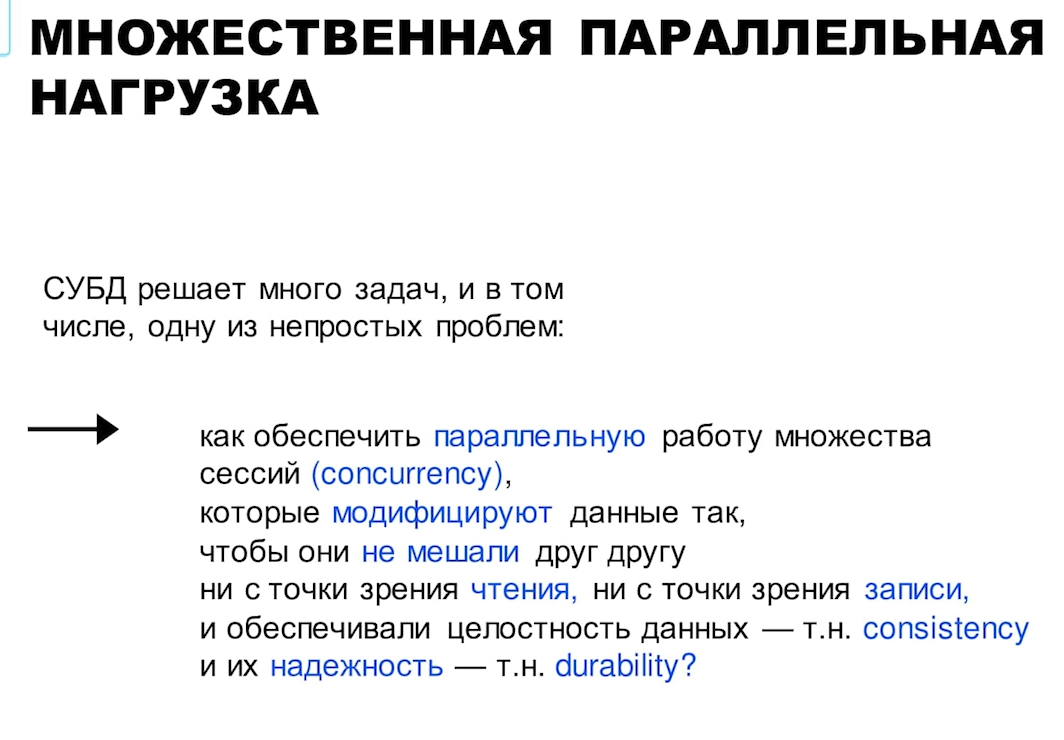 МНОЖЕСТВЕННАЯ ПАРАЛЛЕЛЬНАЯ
НАГРУЗКА
СУБД решает много задач, и в том
числе, одну из непростых проблем:
как обеспечить параллельную работу множества
сессий (concurrency),
которые модифицируют данные так,
чтобы они не мешали друг другу
ни с точки зрения чтения, ни с точки зрения записи,
и обеспечивали целостность данных — т.н. consistency
и их надежность — т.н. durability?